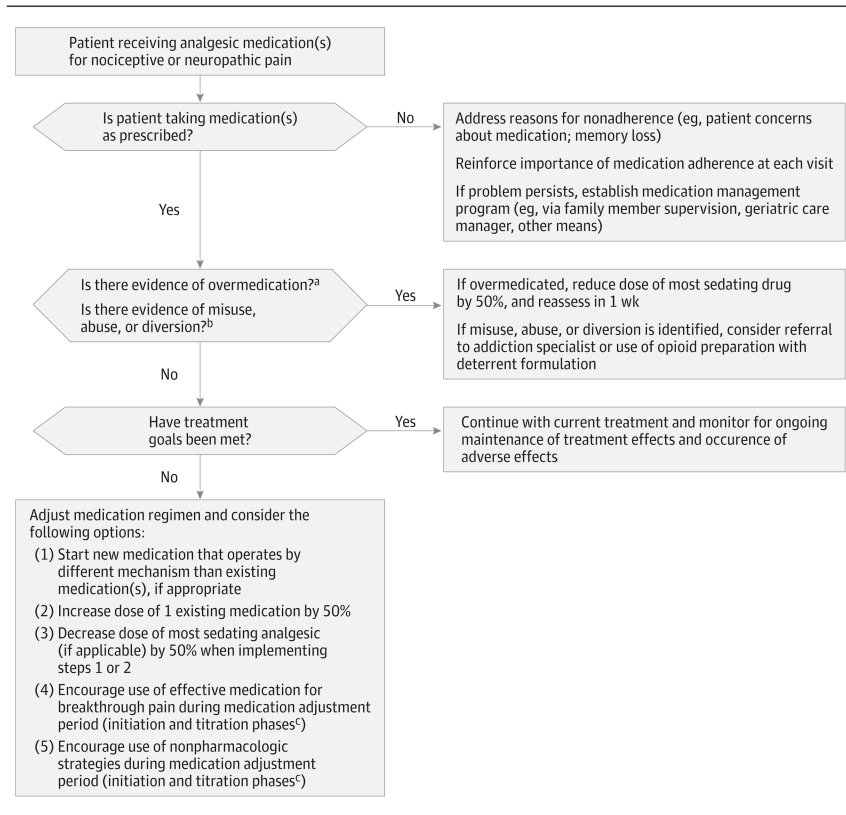 Patient receiving analgesic medication(s)
for nociceptive or neuropathic pain
Is patient taking medication(s)
as prescribed?
No
Address reasons for nonadherence (eg, patient concerns
about medication; memory loss)
Reinforce importance of medication adherence at each visit
If problem persists, establish medication management
program (eg, via family member supervision, geriatric care
manager, other means)
Yes
Is there evidence of overmedication?a
Is there evidence of misuse,
abuse, or diversion?b
Yes
If overmedicated, reduce dose of most sedating drug
by 50%, and reassess in 1 wk
If misuse, abuse, or diversion is identified, consider referral
to addiction specialist or use of opioid preparation with
deterrent formulation
No
Have treatment
goals been met?
Yes
Continue with current treatment and monitor for ongoing
maintenance of treatment effects and occurence of
adverse effects
No
Adjust medication regimen and consider the
following options:
(1) Start new medication that operates by
different mechanism than existing
medication(s), if appropriate
(2) Increase dose of 1 existing medication by 50%
(3) Decrease dose of most sedating analgesic
(if applicable) by 50% when implementing
steps 1 or 2
(4) Encourage use of effective medication for
breakthrough pain during medication adjustment
period (initiation and titration phasesc)
(5) Encourage use of nonpharmacologic
strategies during medication adjustment
period (initiation and titration phasesc)